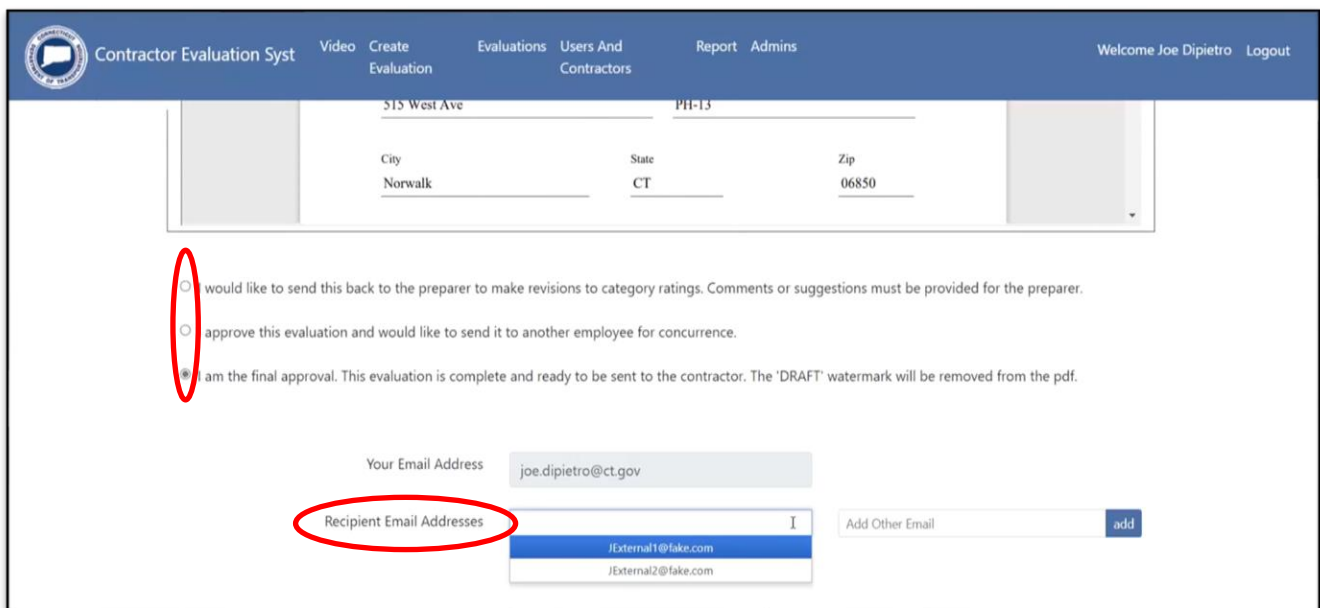 Contractor Evaluation Syst
Video
Create
Evaluation
Evaluations
Users And
Contractors
Report
Admins
Welcome Joe Dipietro
Logout
515 West Ave
PH-13
City
State
Zip
Norwalk
CT
06850
I would like to send this back to the preparer to make revisions to category ratings. Comments or suggestions must be provided for the preparer.
I approve this evaluation and would like to send it to another employee for concurrence.
I am the final approval. This evaluation is complete and ready to be sent to the contractor. The 'DRAFT' watermark will be removed from the pdf.
Your Email Address
joe.dipietro@ct.gov
Recipient Email Addresses
Add Other Email
add
JExternal1@fake.com
JExternal2@fake.com